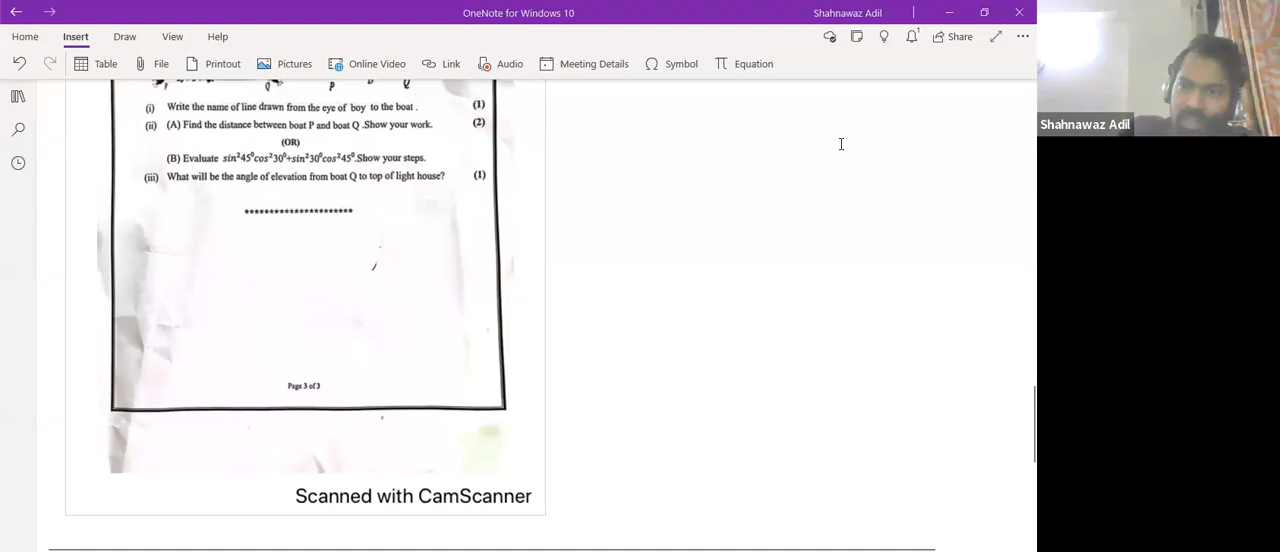 OneNote for Windows 10
Shahnawaz Adil
Home Insert Draw View Help
Share
Table File Printout Pictures Online Video Link Audio Meeting Details Symbol Equation
Q P Q
(i) Write the name of line drawn from the eye of boy to the boat . (1)
(ii) (A) Find the distance between boat P and boat Q .Show your work. (2)
(OR)
(B) Evaluate sin²45⁰cos²30⁰+sin²30⁰cos²45⁰.Show your steps.
(iii) What will be the angle of elevation from boat Q to top of light house? (1)
***********************
Page 3 of 3
Scanned with CamScanner
Shahnawaz Adil